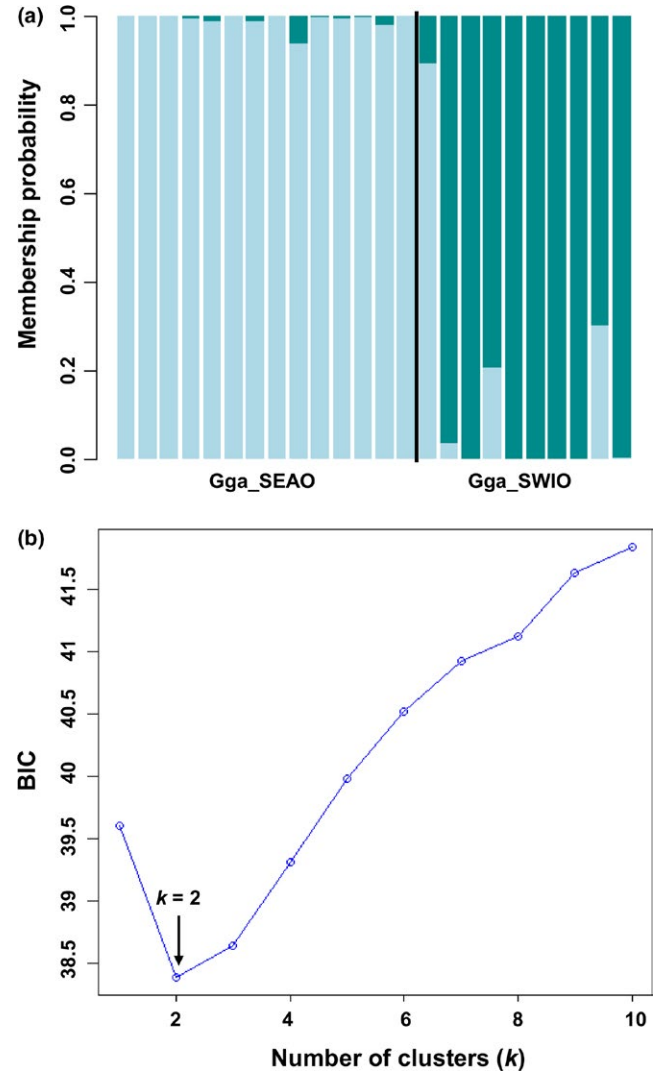 (a)
Membership probability
1.0
0.8
0.6
0.4
0.2
0.0
Gga_SEAO Gga_SWIO
(b)
BIC
41.5
41
40.5
40
39.5
39
38.5
k = 2
2 4 6 8 10
Number of clusters (k)